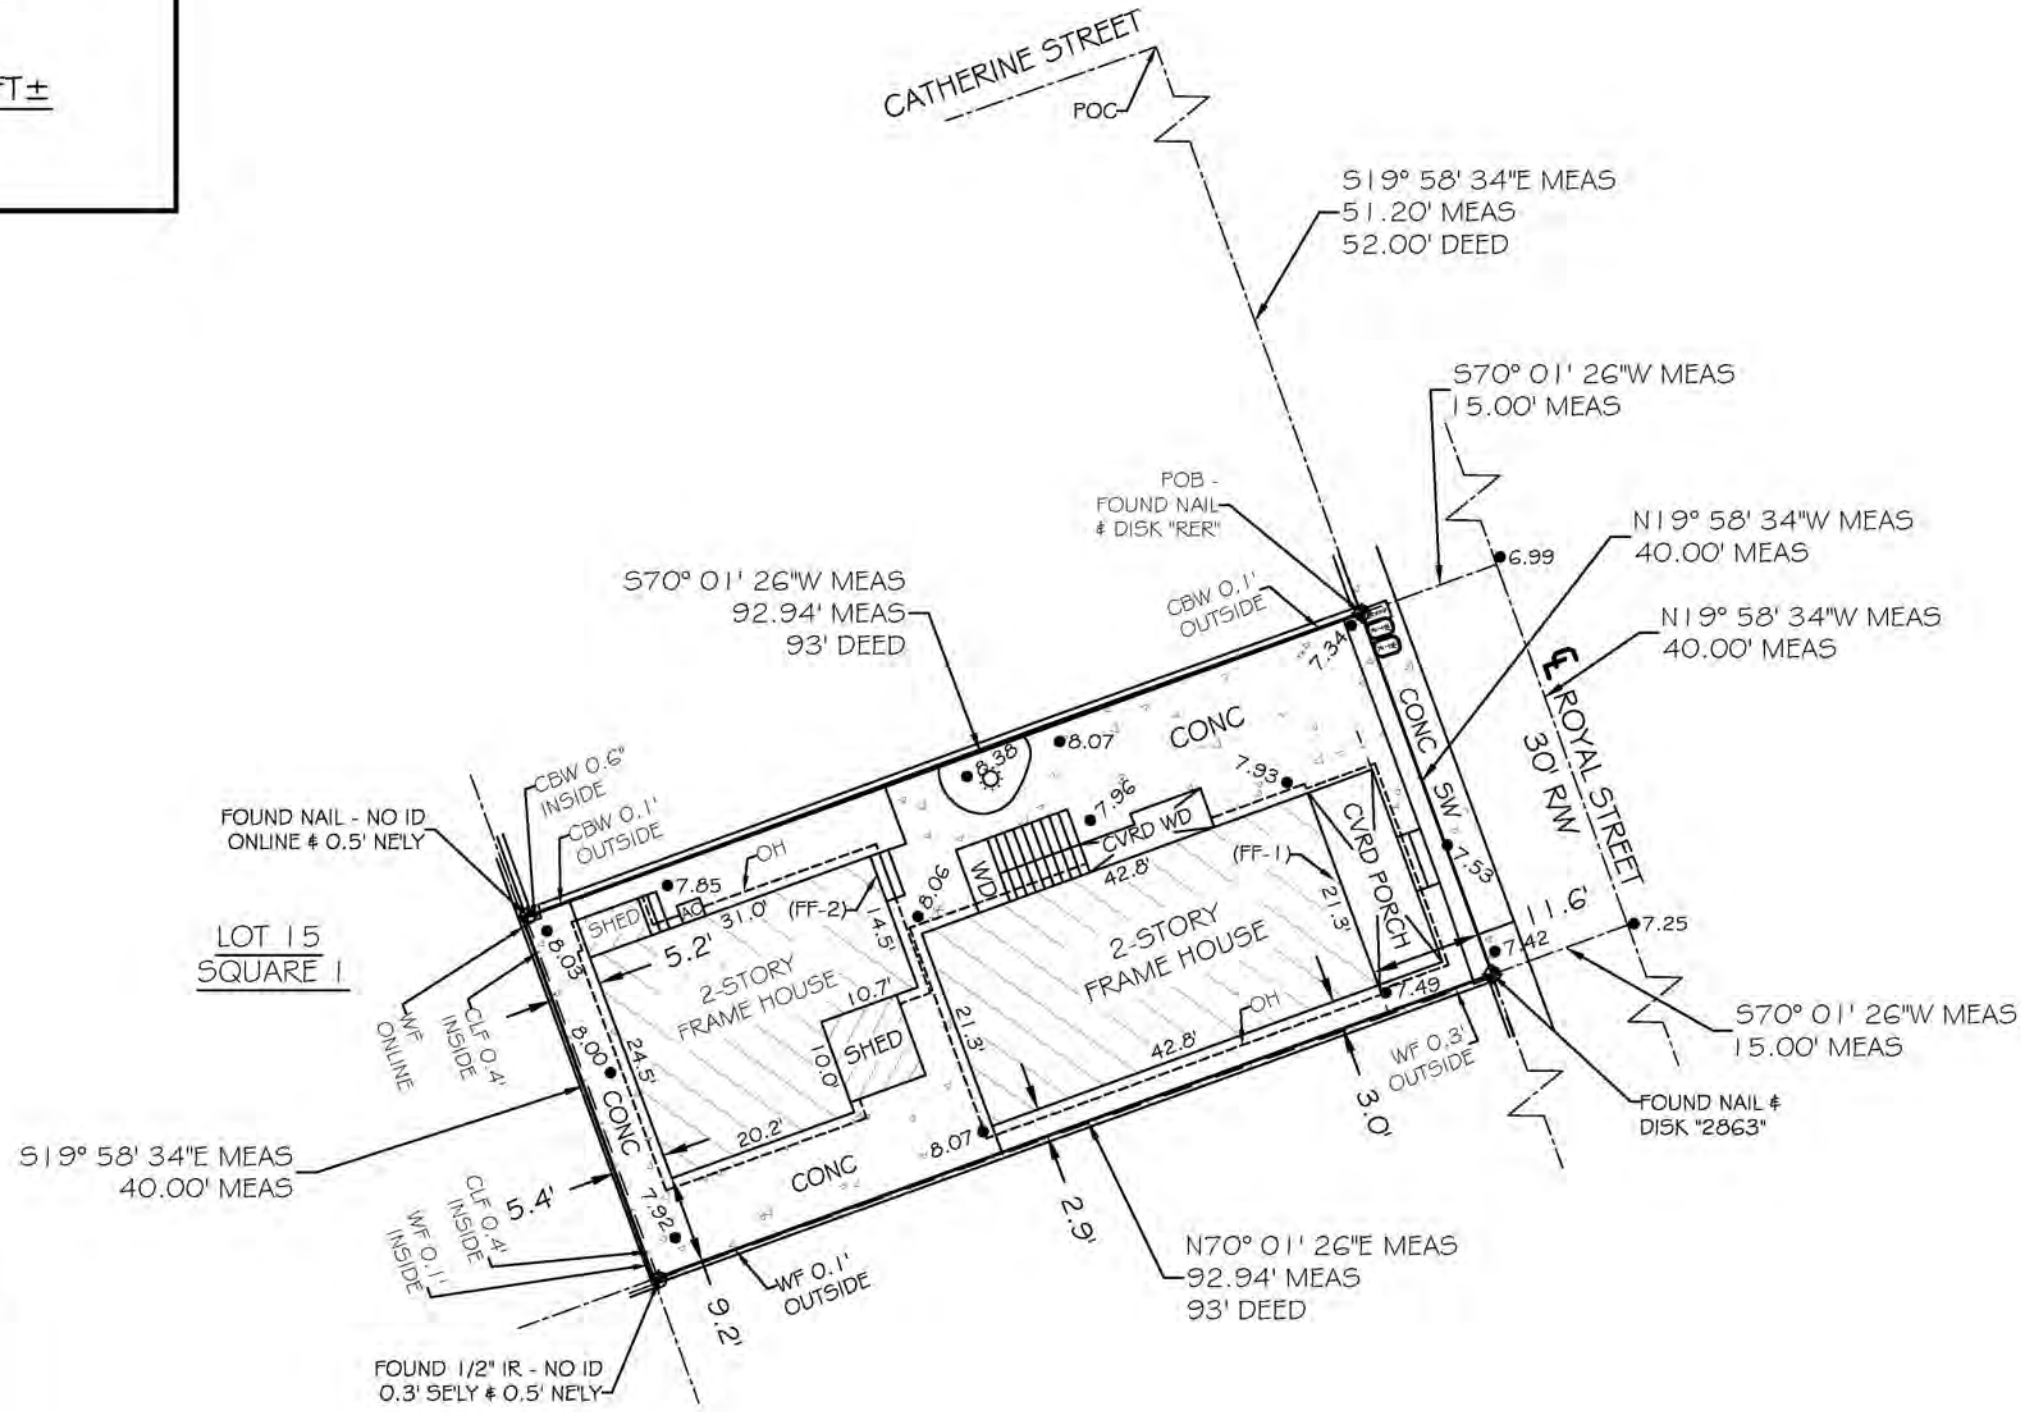 FT±
CATHERINE STREET
POC
S19° 58' 34"E MEAS
51.20' MEAS
52.00' DEED
S70° 01' 26"W MEAS
15.00' MEAS
POB -
FOUND NAIL
& DISK "RER"
N19° 58' 34"W MEAS
40.00' MEAS
6.99
S70° 01' 26"W MEAS
92.94' MEAS
93' DEED
CBW 0.1'
OUTSIDE
N19° 58' 34"W MEAS
40.00' MEAS
7.34
CL
ROYAL STREET
30' R/W
CONC SW
CONC
8.07
8.38
7.93
7.96
CBW 0.6"
INSIDE
CBW 0.1'
OUTSIDE
FOUND NAIL - NO ID
ONLINE & 0.5' NE'LY
OH
7.85
SHED
AC
31.0'
(FF-2)
8.06
WD
CVRD WD
42.8'
(FF-1)
CVRD PORCH
21.3'
7.53
11.6
7.25
7.42
LOT 15
SQUARE 1
8.03
5.2'
14.5'
2-STORY
FRAME HOUSE
10.7'
2-STORY
FRAME HOUSE
7.49
OH
WF
ONLINE
CLF 0.4'
INSIDE
8.00
24.5'
10.0'
SHED
21.3'
42.8'
WF 0.3'
OUTSIDE
S70° 01' 26"W MEAS
15.00' MEAS
FOUND NAIL &
DISK "2863"
3.0'
CONC
20.2'
8.07
S19° 58' 34"E MEAS
40.00' MEAS
5.4'
CONC
7.92
CLF 0.4'
INSIDE
WF 0.1'
INSIDE
2.9'
N70° 01' 26"E MEAS
92.94' MEAS
93' DEED
WF 0.1'
OUTSIDE
9.2'
FOUND 1/2" IR - NO ID
0.3' SE'LY & 0.5' NE'LY